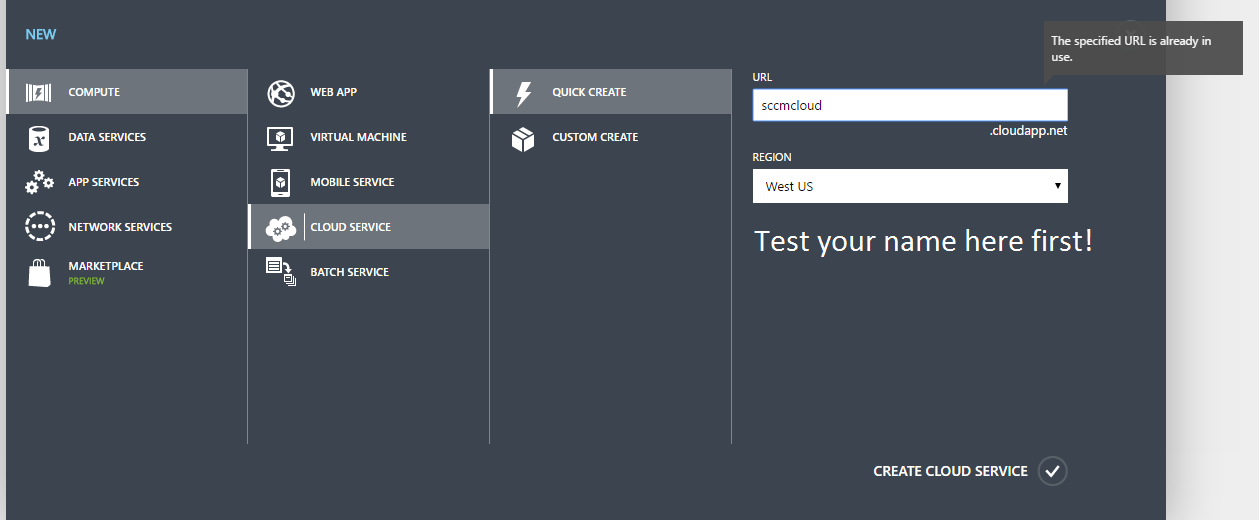 NEW
The specified URL is already in
use.
COMPUTE
DATA SERVICES
APP SERVICES
NETWORK SERVICES
MARKETPLACE
PREVIEW
WEB APP
VIRTUAL MACHINE
MOBILE SERVICE
CLOUD SERVICE
BATCH SERVICE
QUICK CREATE
CUSTOM CREATE
URL
sccmcloud
.cloudapp.net
REGION
West US
Test your name here first!
CREATE CLOUD SERVICE